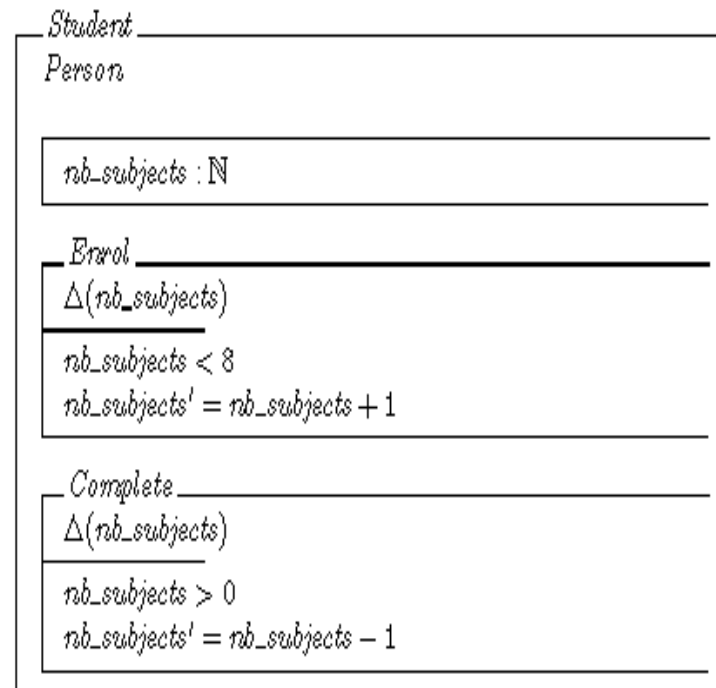 Student
Person
nb_subjects : ℕ
Enrol
Δ(nb_subjects)
nb_subjects < 8
nb_subjects′ = nb_subjects + 1
Complete
Δ(nb_subjects)
nb_subjects > 0
nb_subjects′ = nb_subjects − 1